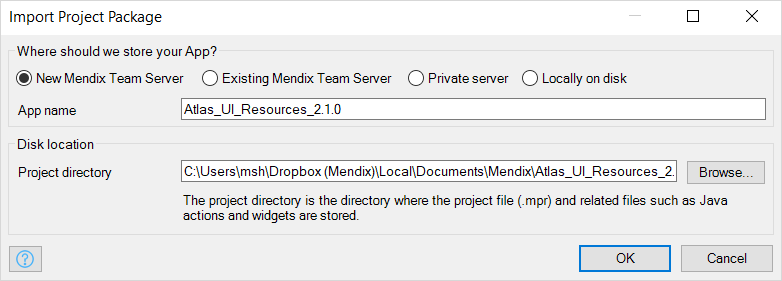 Import Project Package
Where should we store your App?
New Mendix Team Server Existing Mendix Team Server Private server Locally on disk
App name Atlas_UI_Resources_2.1.0
Disk location
Project directory C:\Users\msh\Dropbox (Mendix)\Local\Documents\Mendix\Atlas_UI_Resources_2. Browse...
The project directory is the directory where the project file (.mpr) and related files such as Java
actions and widgets are stored.
? OK Cancel